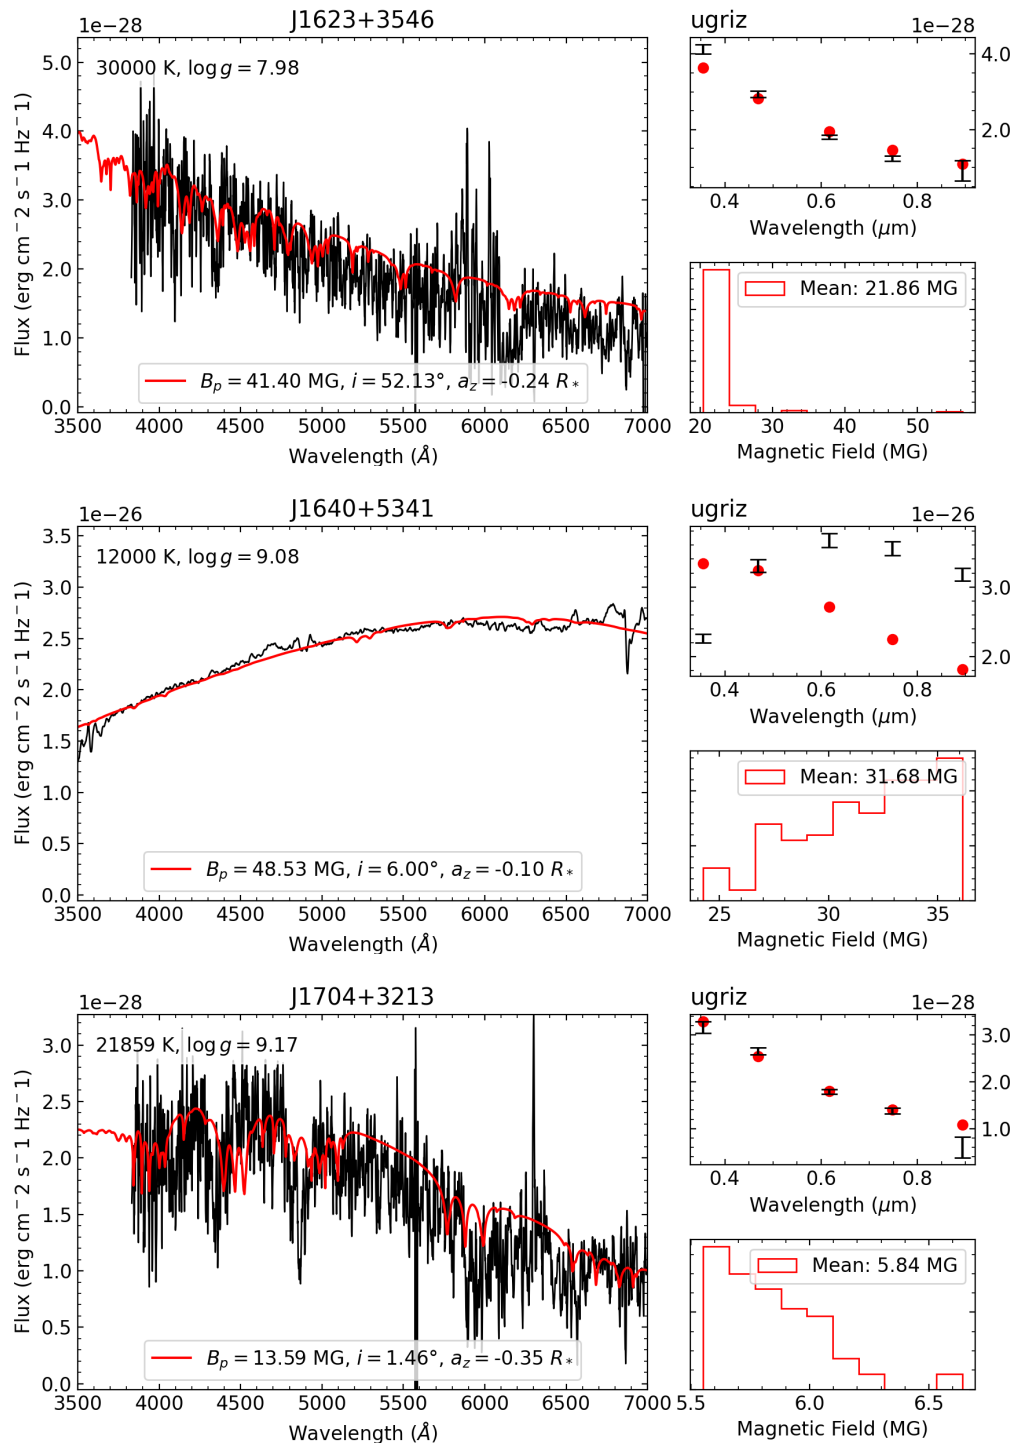 J1623+3546
1e−28
30000 K, log g = 7.98
5.0
4.0
3.0
2.0
1.0
0.0
Flux (erg cm−2 s−1 Hz−1)
Bp = 41.40 MG, i = 52.13°, az = -0.24 R*
3500 4000 4500 5000 5500 6000 6500 7000
Wavelength (Å)
ugriz
1e−28
4.0
2.0
0.4 0.6 0.8
Wavelength (μm)
Mean: 21.86 MG
20 30 40 50
Magnetic Field (MG)
J1640+5341
1e−26
12000 K, log g = 9.08
3.5
3.0
2.5
2.0
1.5
1.0
0.5
0.0
Flux (erg cm−2 s−1 Hz−1)
Bp = 48.53 MG, i = 6.00°, az = -0.10 R*
3500 4000 4500 5000 5500 6000 6500 7000
Wavelength (Å)
ugriz
1e−26
3.0
2.0
0.4 0.6 0.8
Wavelength (μm)
Mean: 31.68 MG
25 30 35
Magnetic Field (MG)
J1704+3213
1e−28
21859 K, log g = 9.17
3.0
2.5
2.0
1.5
1.0
0.5
0.0
Flux (erg cm−2 s−1 Hz−1)
Bp = 13.59 MG, i = 1.46°, az = -0.35 R*
3500 4000 4500 5000 5500 6000 6500 7000
Wavelength (Å)
ugriz
1e−28
3.0
2.0
1.0
0.4 0.6 0.8
Wavelength (μm)
Mean: 5.84 MG
5.5 6.0 6.5
Magnetic Field (MG)